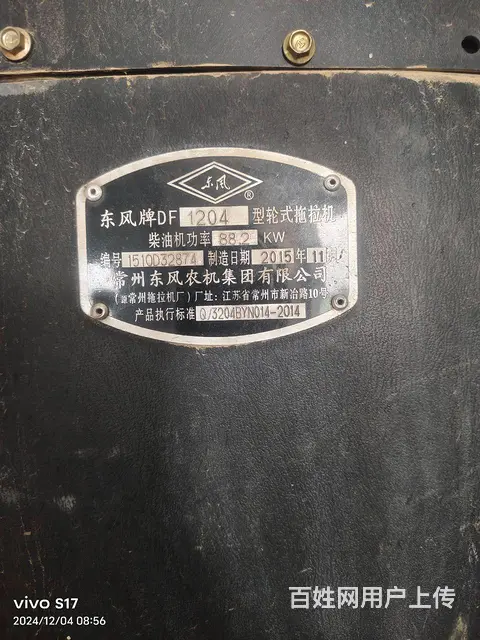 东风
®
东风牌DF 1204 型轮式拖拉机
柴油机功率 88.2 KW
编号 1510D32874 制造日期 2015年11月
常州东风农机集团有限公司
(原常州拖拉机厂) 厂址: 江苏省常州市新冶路10号
产品执行标准 Q/3204BYN014-2014
vivo S17
2024/12/04 08:56
百姓网用户上传